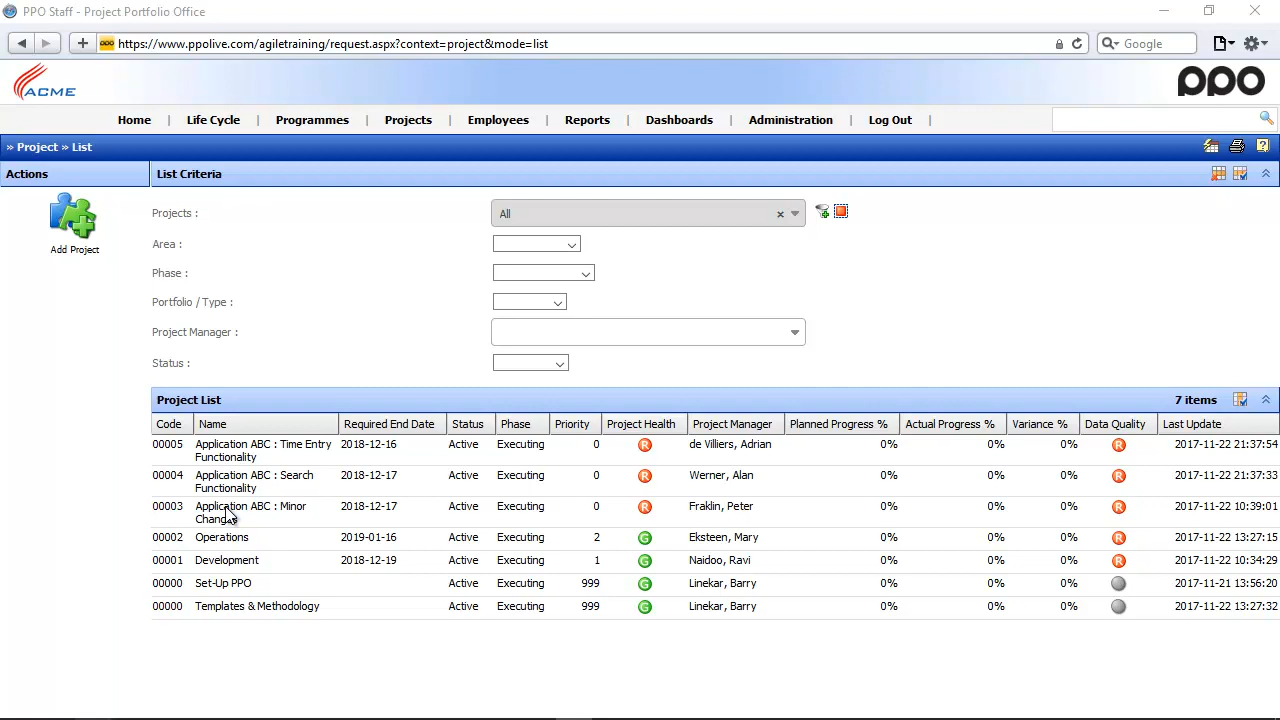 PPO Staff - Project Portfolio Office
ppo https://www.ppolive.com/agiletraining/request.aspx?context=project&mode=list Google
ACME ppo
Home | Life Cycle | Programmes | Projects | Employees | Reports | Dashboards | Administration | Log Out |
» Project » List
Actions List Criteria
Add Project
Projects : All
Area :
Phase :
Portfolio / Type :
Project Manager :
Status :
Project List 7 items
Code Name Required End Date Status Phase Priority Project Health Project Manager Planned Progress % Actual Progress % Variance % Data Quality Last Update
00005 Application ABC : Time Entry 2018-12-16 Active Executing 0 R de Villiers, Adrian 0% 0% 0% R 2017-11-22 21:37:54
Functionality
00004 Application ABC : Search 2018-12-17 Active Executing 0 R Werner, Alan 0% 0% 0% R 2017-11-22 21:37:33
Functionality
00003 Application ABC : Minor 2018-12-17 Active Executing 0 R Fraklin, Peter 0% 0% 0% R 2017-11-22 10:39:01
Changes
00002 Operations 2019-01-16 Active Executing 2 G Eksteen, Mary 0% 0% 0% R 2017-11-22 13:27:15
00001 Development 2018-12-19 Active Executing 1 G Naidoo, Ravi 0% 0% 0% R 2017-11-22 10:34:29
00000 Set-Up PPO Active Executing 999 G Linekar, Barry 0% 0% 0% 2017-11-21 13:56:20
00000 Templates & Methodology Active Executing 999 G Linekar, Barry 0% 0% 0% 2017-11-22 13:27:32